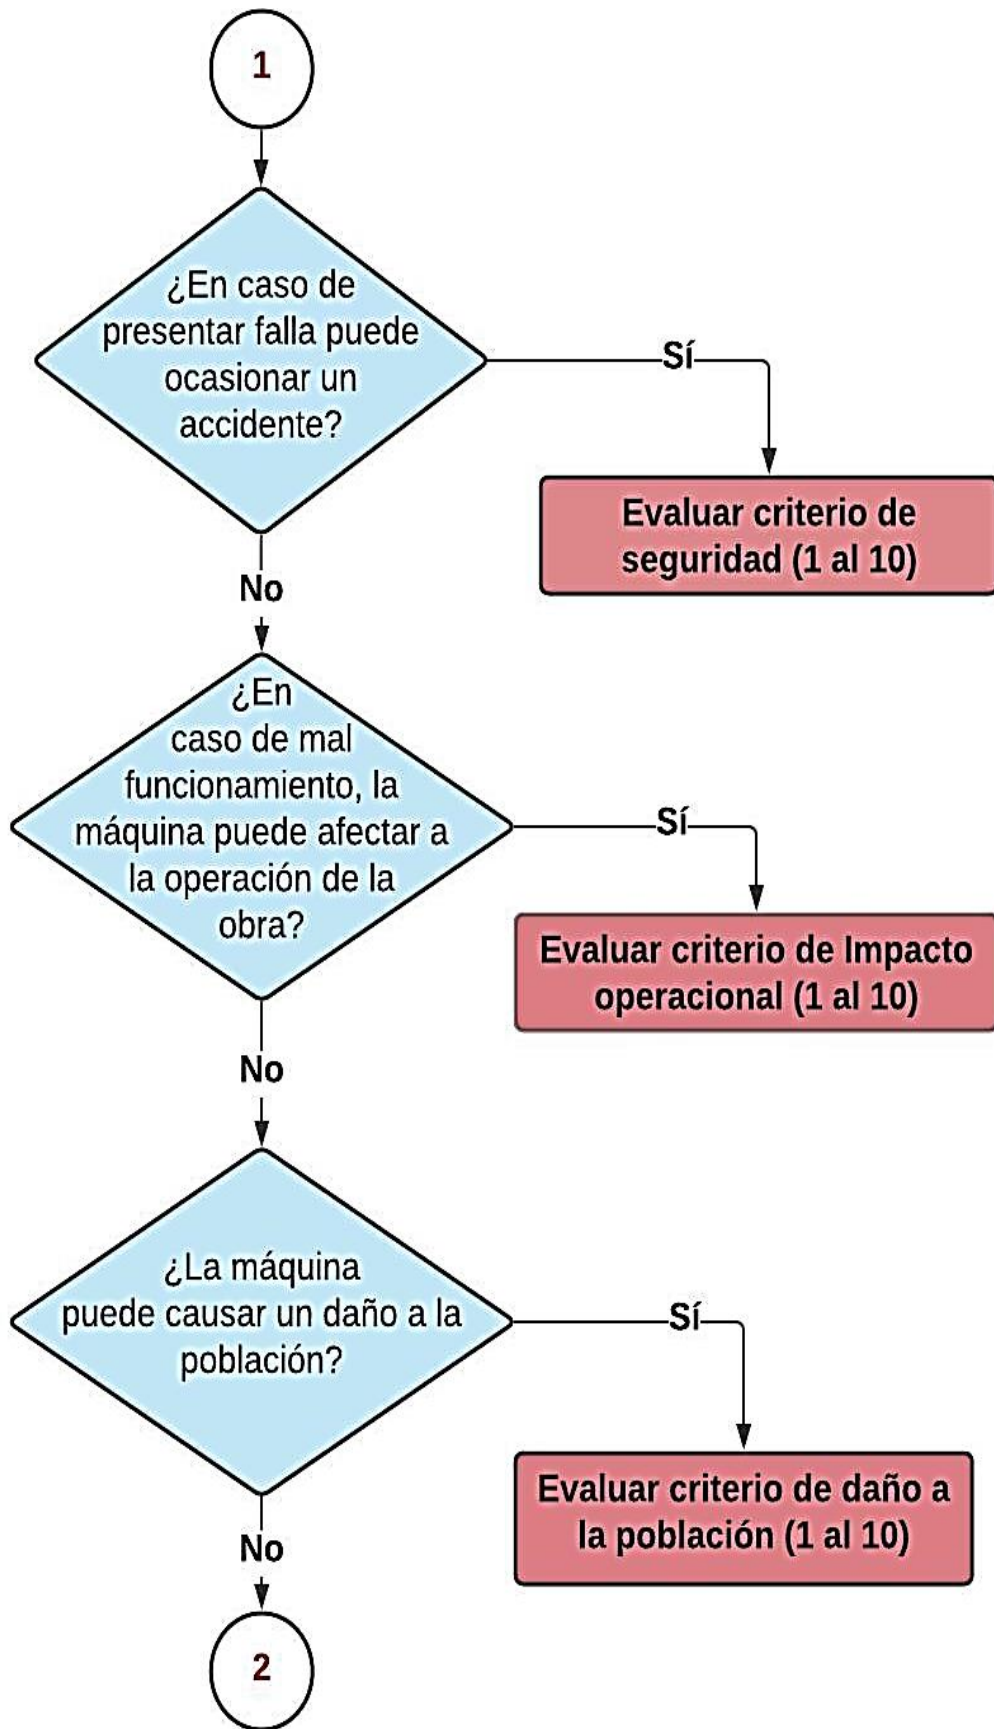 1
¿En caso de
presentar falla puede
ocasionar un
accidente?
Sí
Evaluar criterio de
seguridad (1 al 10)
No
¿En
caso de mal
funcionamiento, la
máquina puede afectar a
la operación de la
obra?
Sí
Evaluar criterio de Impacto
operacional (1 al 10)
No
¿La máquina
puede causar un daño a la
población?
Sí
Evaluar criterio de daño a
la población (1 al 10)
No
2